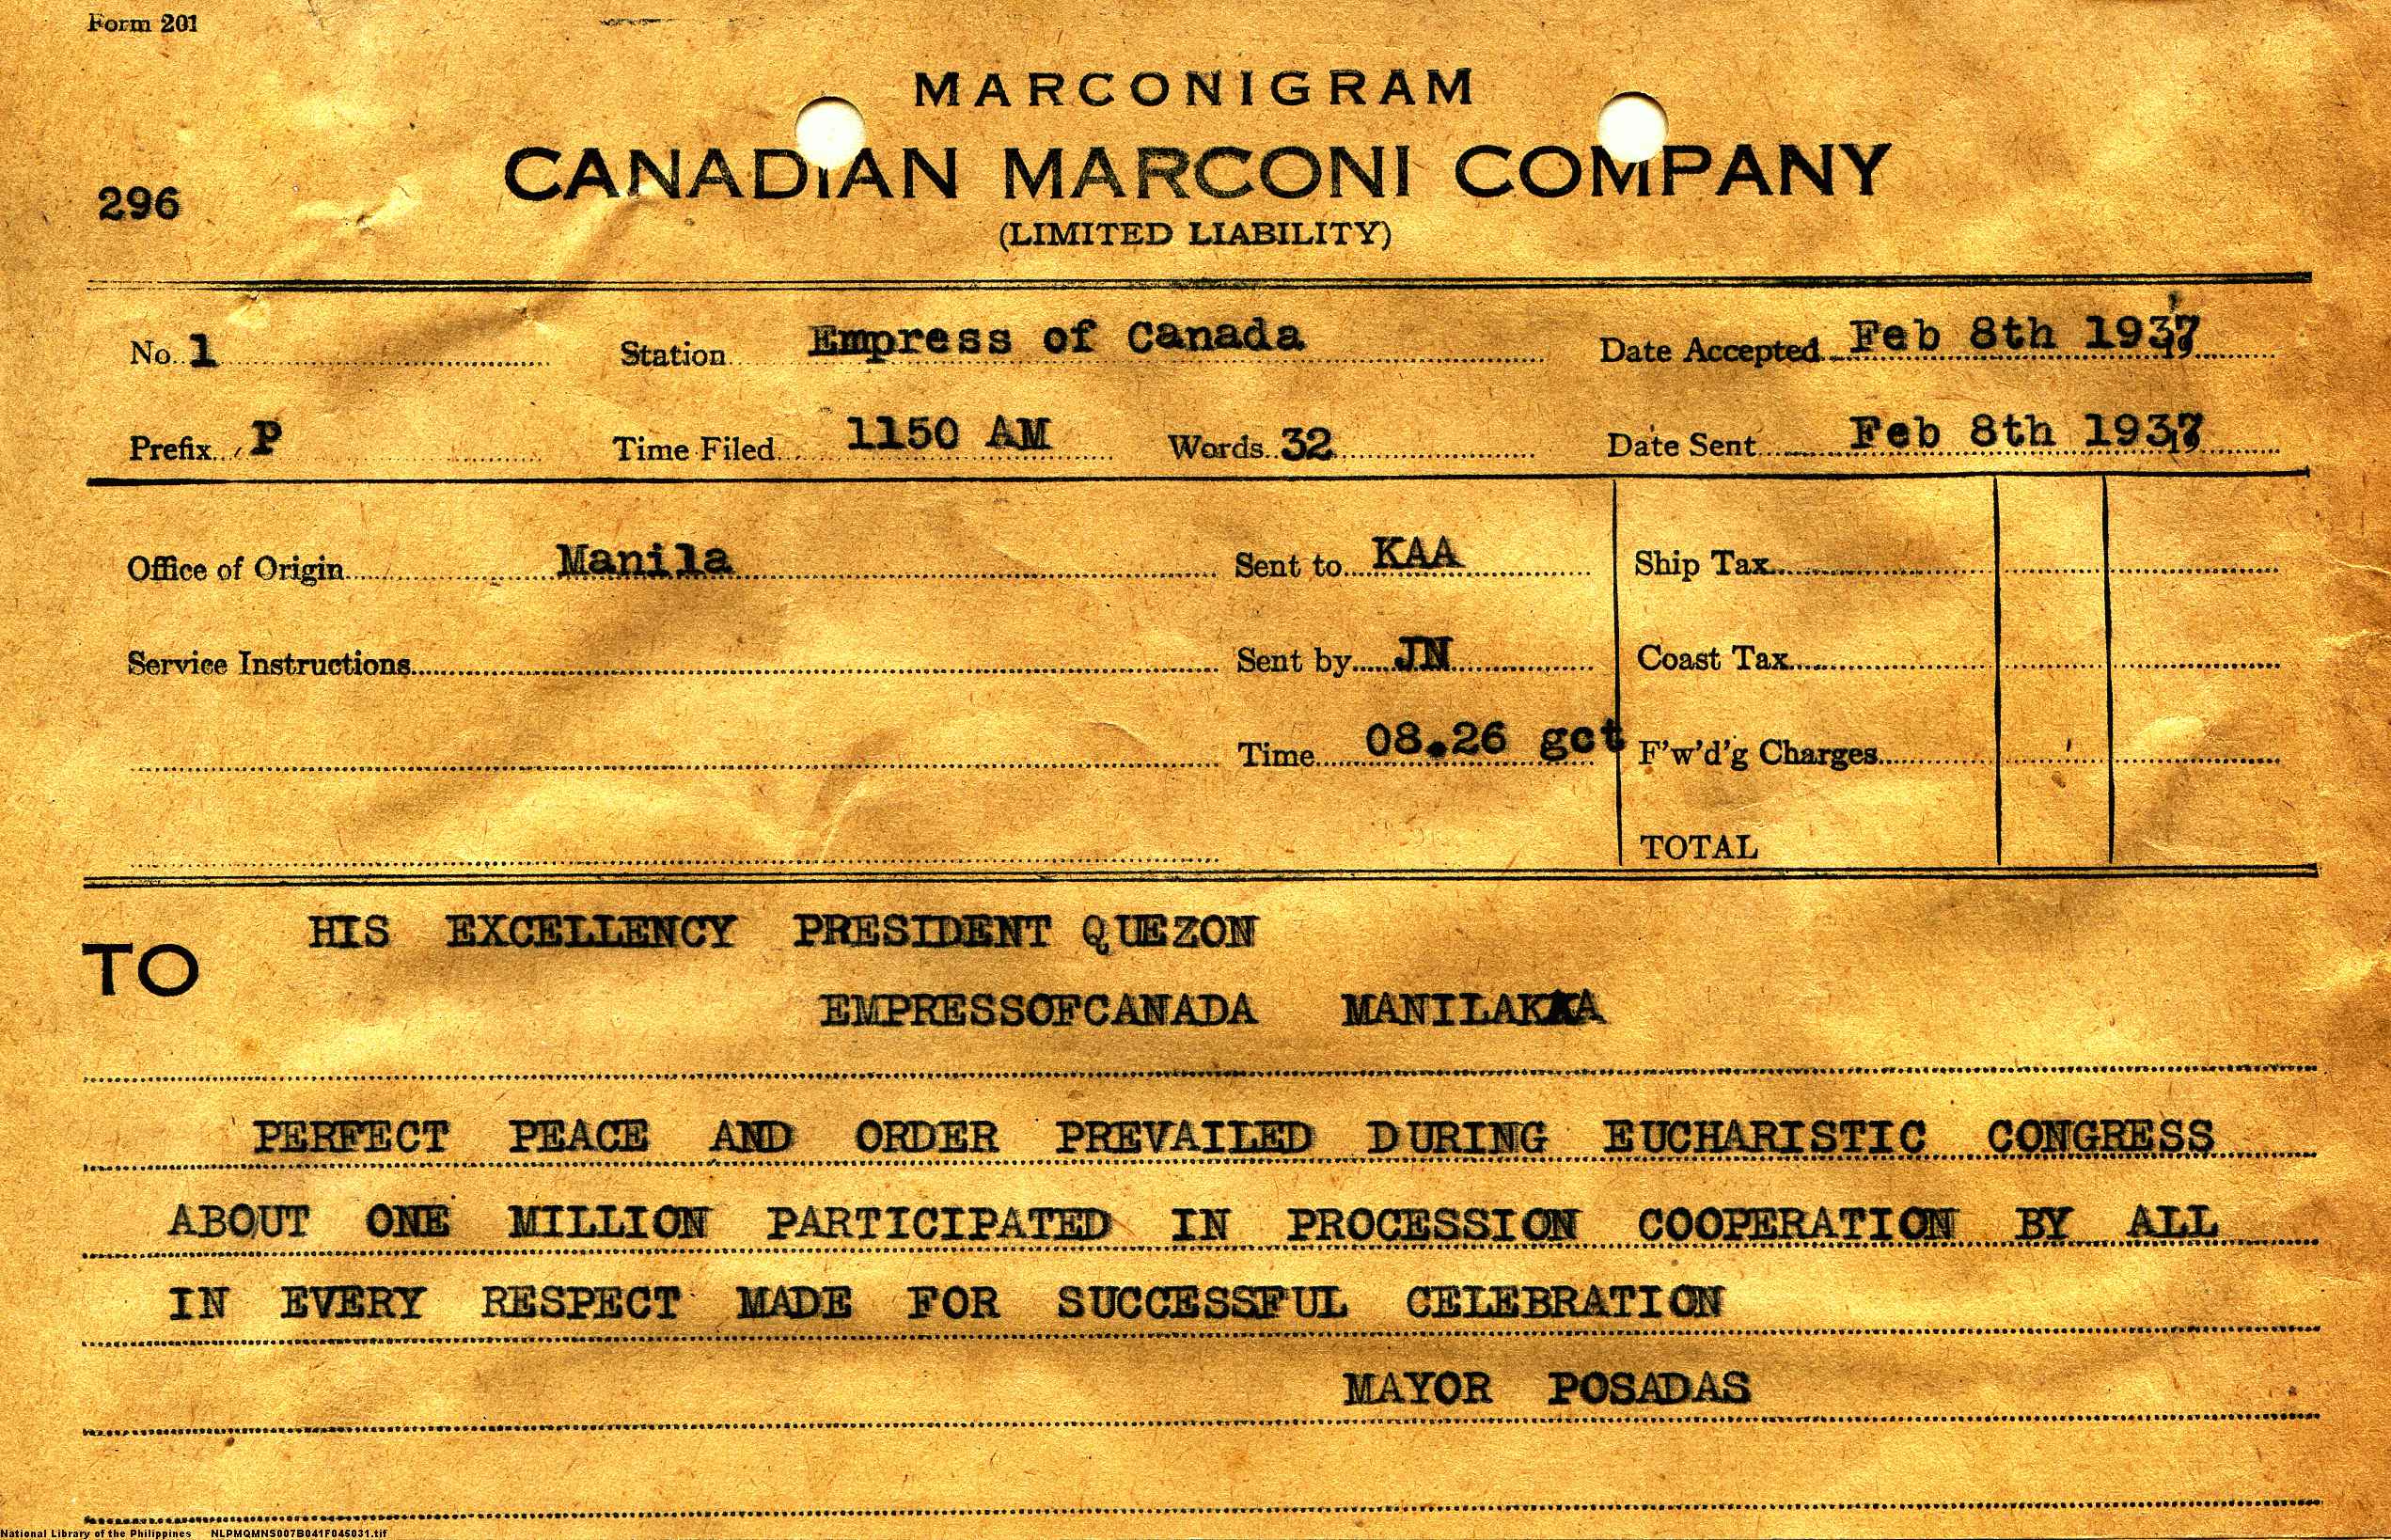 Form 201
MARCONIGRAM
CANADIAN MARCONI COMPANY
296
(LIMITED LIABILITY)
No. 1 Station Empress of Canada Date Accepted Feb 8th 1937
Prefix P Time Filed 1150 AM Words 32 Date Sent Feb 8th 1937
Office of Origin Manila Sent to KAA Ship Tax
Service Instructions Sent by JN Coast Tax
Time 08.26 gct F'w'd'g Charges
TOTAL
HIS EXCELLENCY PRESIDENT QUEZON
TO
EMPRESSOFCANADA MANILAKAA
PERFECT PEACE AND ORDER PREVAILED DURING EUCHARISTIC CONGRESS
ABOUT ONE MILLION PARTICIPATED IN PROCESSION COOPERATION BY ALL
IN EVERY RESPECT MADE FOR SUCCESSFUL CELEBRATION
MAYOR POSADAS
National Library of the Philippines NLPMQMNS007B041F045031.tif